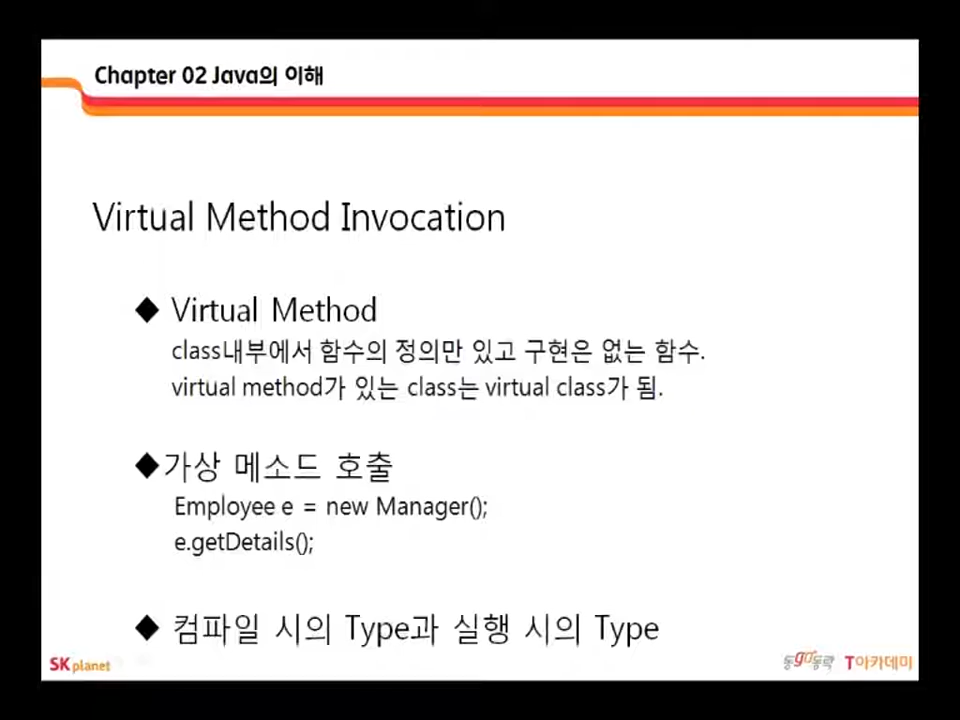 Chapter 02 Java의 이해
Virtual Method Invocation
◆ Virtual Method
class내부에서 함수의 정의만 있고 구현은 없는 함수.
virtual method가 있는 class는 virtual class가 됨.
◆가상 메소드 호출
Employee e = new Manager();
e.getDetails();
◆ 컴파일 시의 Type과 실행 시의 Type
SK planet
동go동락 T아카데미